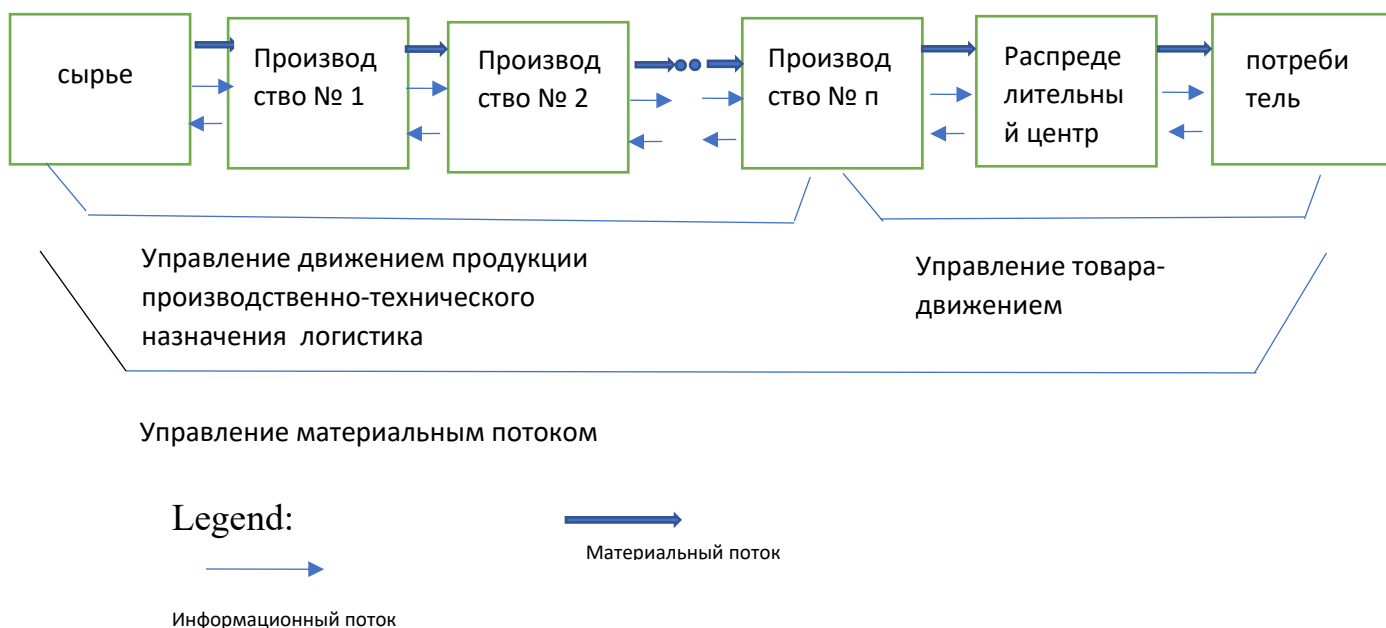 сырье
Производ
ство № 1
Производ
ство № 2
Производ
ство № п
Распреде
лительны
й центр
потреби
тель
Управление движением продукции
производственно-технического
назначения логистика
Управление товара-
движением
Управление материальным потоком
Legend:
Материальный поток
Информационный поток